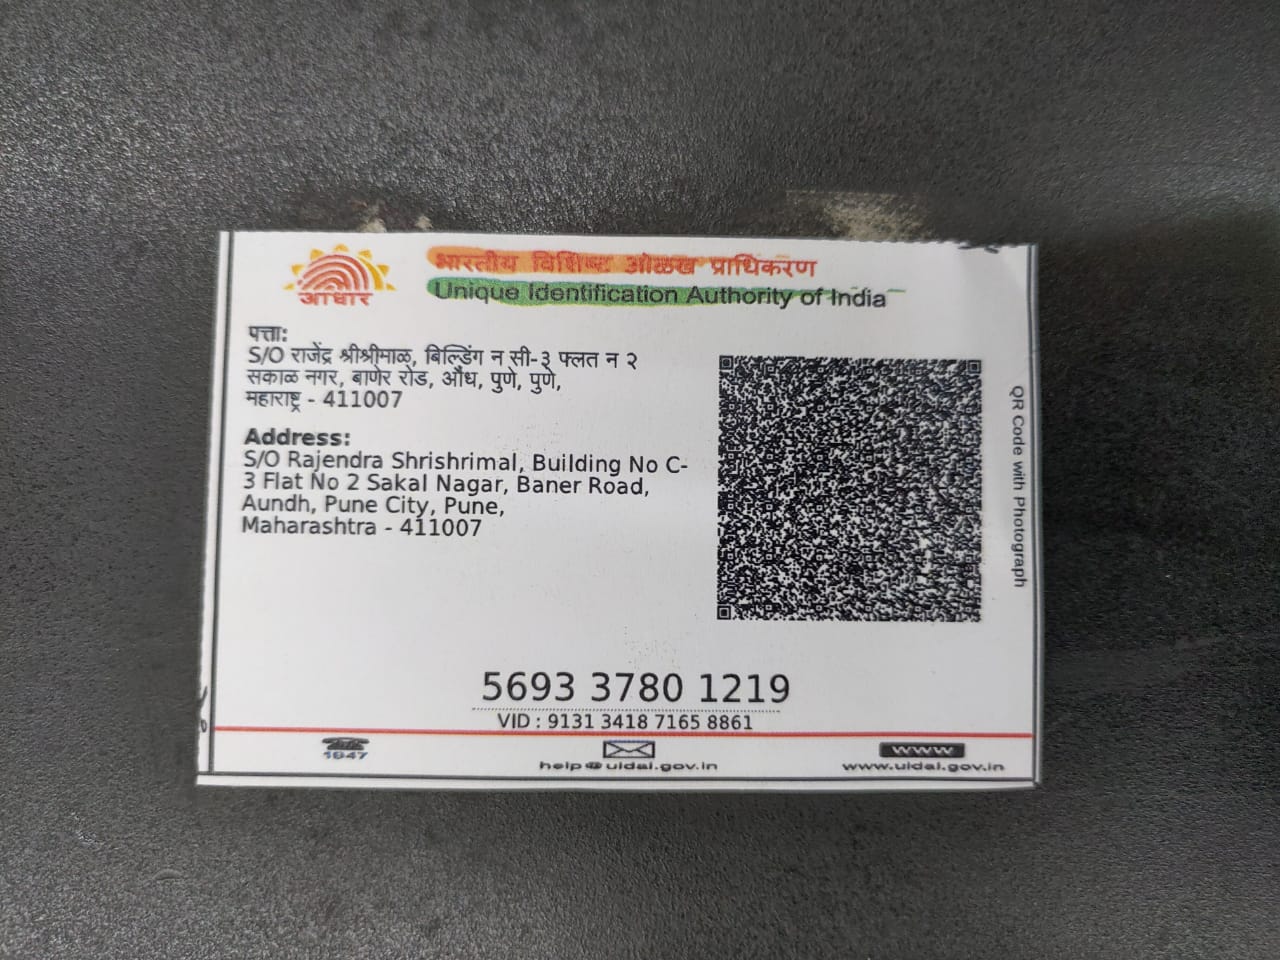 आधार
भारतीय विशिष्ट ओळख प्राधिकरण
Unique Identification Authority of India
पत्ता:
S/O राजेंद्र श्रीश्रीमाळ, बिल्डिंग न सी-३ फ्लत न २
सकाळ नगर, बाणेर रोड, औंध, पुणे, पुणे,
महाराष्ट्र - 411007
Address:
S/O Rajendra Shrishrimal, Building No C-
3 Flat No 2 Sakal Nagar, Baner Road,
Aundh, Pune City, Pune,
Maharashtra - 411007
QR Code with Photograph
5693 3780 1219
VID : 9131 3418 7165 8861
1947
help@uidai.gov.in
www
www.uidai.gov.in